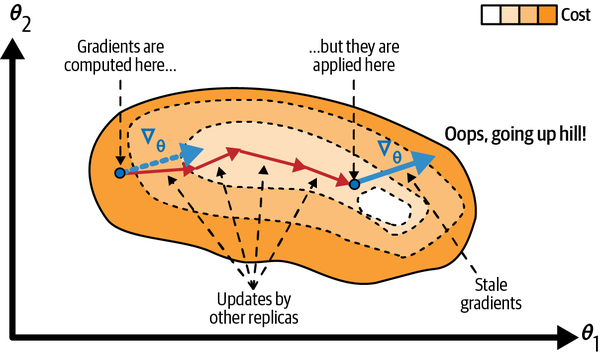 θ2
Cost
Gradients are
computed here...
...but they are
applied here
∇θ
∇θ
Oops, going up hill!
Updates by
other replicas
Stale
gradients
θ1